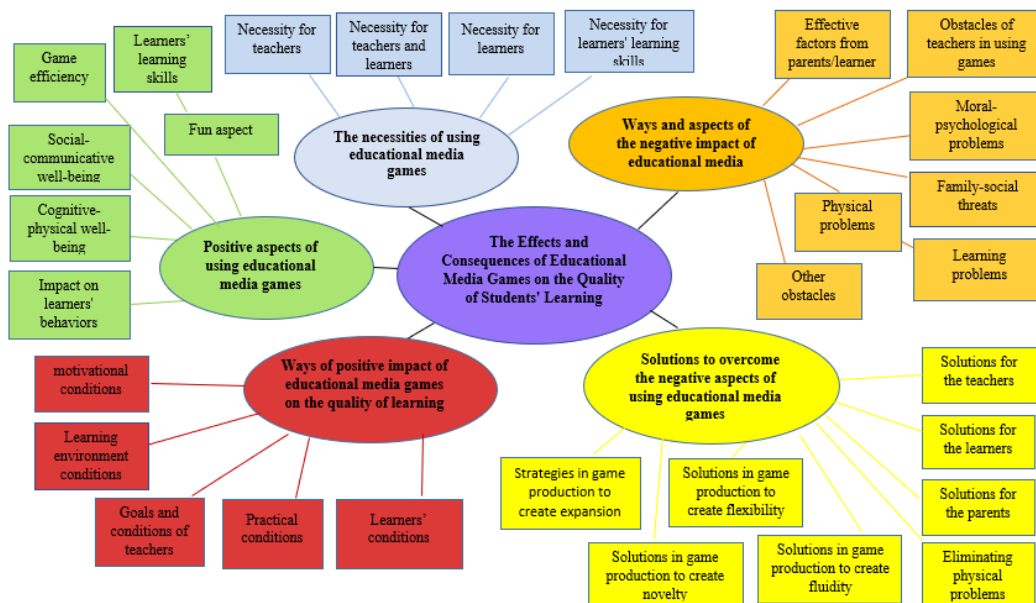 Game
efficiency
Learners'
learning
skills
Fun aspect
Social-
communicative
well-being
Cognitive-
physical well-
being
Impact on
learners'
behaviors
Positive aspects of
using educational
media games
Necessity for
teachers
Necessity for
teachers and
learners
Necessity for
learners
Necessity for
learners' learning
skills
The necessities of using
educational media
games
Effective
factors from
parents/learner
Obstacles of
teachers in using
games
Moral-
psychological
problems
Family-social
threats
Physical
problems
Learning
problems
Other
obstacles
Ways and aspects of
the negative impact of
educational media
The Effects and
Consequences of Educational
Media Games on the Quality
of Students' Learning
Ways of positive impact of
educational media games
on the quality of learning
motivational
conditions
Learning
environment
conditions
Goals and
conditions of
teachers
Practical
conditions
Learners’
conditions
Solutions to overcome
the negative aspects of
using educational media
games
Solutions for
the teachers
Solutions for
the learners
Solutions for
the parents
Eliminating
physical
problems
Strategies in game
production to
create expansion
Solutions in game
production to
create flexibility
Solutions in game
production to create
novelty
Solutions in game
production to create
fluidity